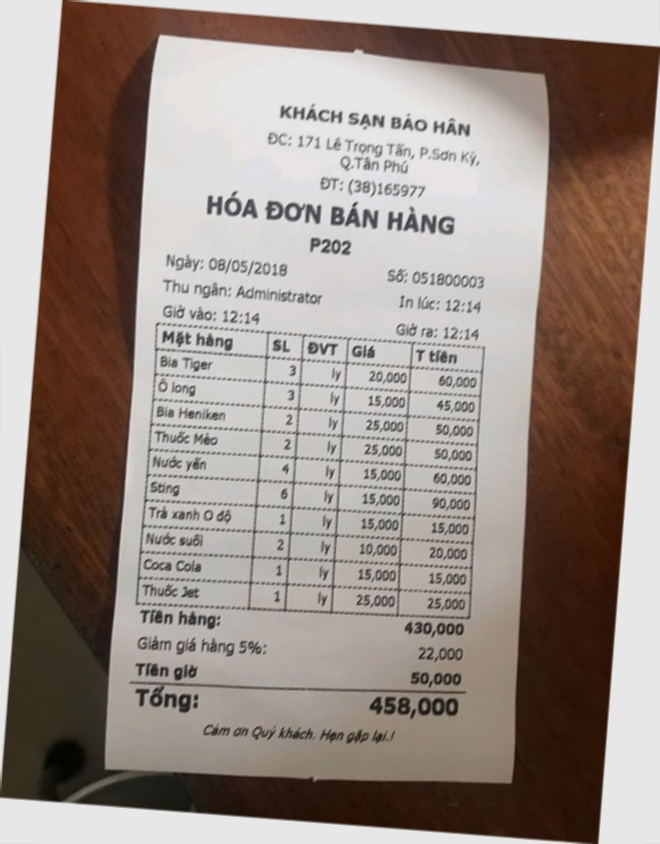 KHÁCH SẠN BẢO HÂN
ĐC: 171 Lê Trọng Tấn, P.Sơn Kỳ,
Q.Tân Phú
ĐT: (38)165977
HÓA ĐƠN BÁN HÀNG
P202
Ngày: 08/05/2018 Số: 051800003
Thu ngân: Administrator In lúc: 12:14
Giờ vào: 12:14 Giờ ra: 12:14
Mặt hàng SL ĐVT Giá T tiền
Bia Tiger 3 ly 20,000 60,000
Ô long 3 ly 15,000 45,000
Bia Heniken 2 ly 25,000 50,000
Thuốc Mèo 2 ly 25,000 50,000
Nước yến 4 ly 15,000 60,000
Sting 6 ly 15,000 90,000
Trà xanh O độ 1 ly 15,000 15,000
Nước suối 2 ly 10,000 20,000
Coca Cola 1 ly 15,000 15,000
Thuốc Jet 1 ly 25,000 25,000
Tiền hàng: 430,000
Giảm giá hàng 5%: 22,000
Tiền giờ 50,000
Tổng: 458,000
Cám ơn Quý khách. Hẹn gặp lại.!